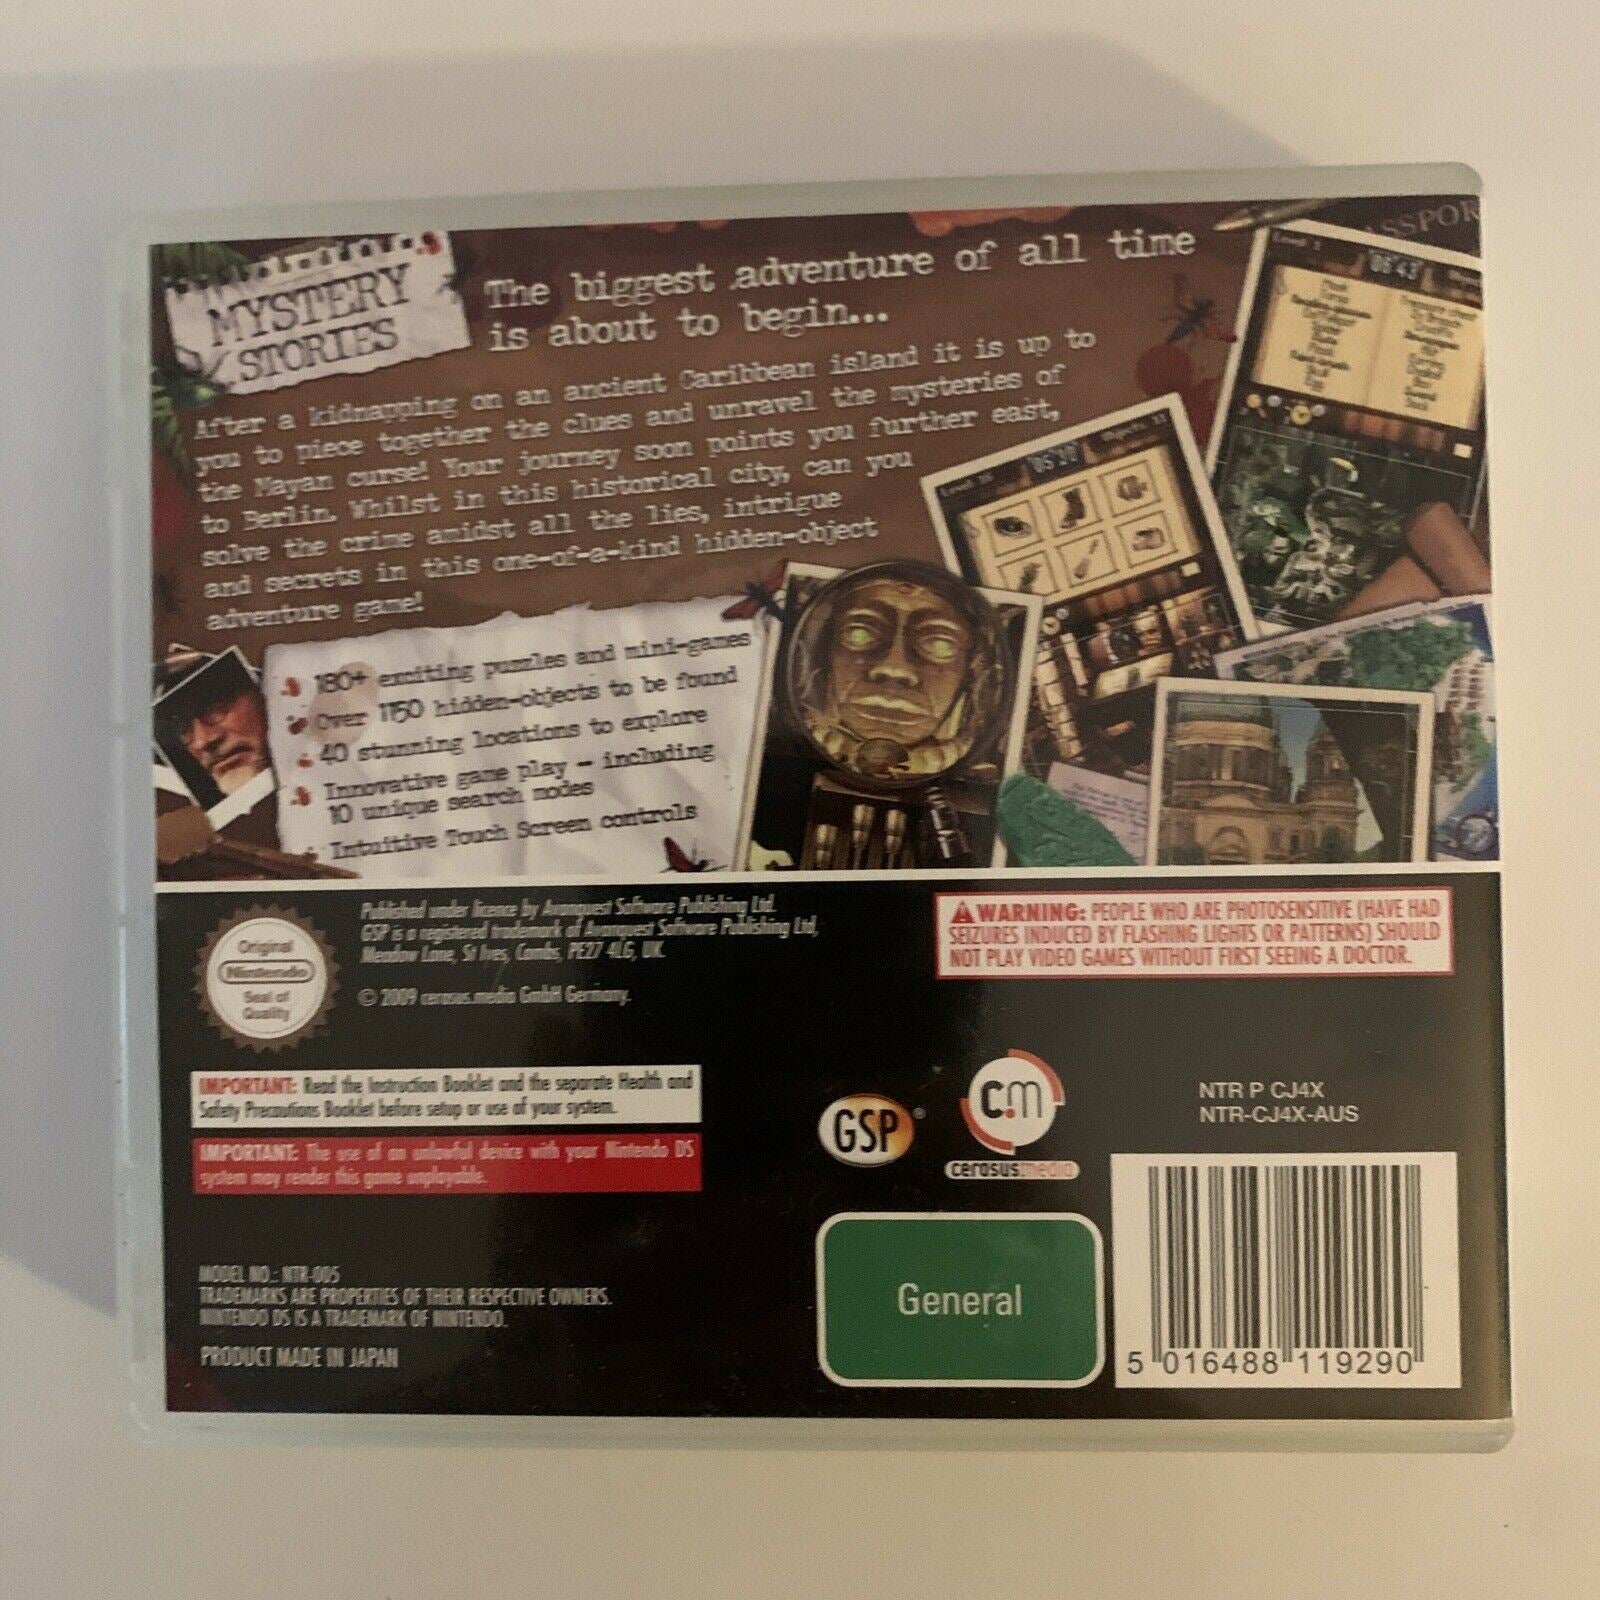 MYSTERY
STORIES
The biggest adventure of all time
is about to begin...
After a kidnapping on an ancient Caribbean island it is up to
you to piece together the clues and unravel the mysteries of
the Mayan curse! Your journey soon points you further east,
to Berlin. Whilst in this historical city, can you
solve the crime amidst all the lies, intrigue
and secrets in this one-of-a-kind hidden-object
adventure game!
180+ exciting puzzles and mini-games
Over 1150 hidden-objects to be found
40 stunning locations to explore
Innovative game play - including
10 unique search modes
Intuitive Touch Screen controls
PASSPOR
06:43
05:20
Original
Nintendo
Seal of
Quality
Published under licence by Avanquest Software Publishing Ltd.
GSP is a registered trademark of Avanquest Software Publishing Ltd,
Meadow Lane, St Ives, Cambs, PE27 4LG, UK.
© 2009 cerasus.media GmbH Germany.
⚠WARNING: PEOPLE WHO ARE PHOTOSENSITIVE (HAVE HAD
SEIZURES INDUCED BY FLASHING LIGHTS OR PATTERNS) SHOULD
NOT PLAY VIDEO GAMES WITHOUT FIRST SEEING A DOCTOR.
IMPORTANT: Read the Instruction Booklet and the separate Health and
Safety Precautions Booklet before setup or use of your system.
IMPORTANT: The use of an unlawful device with your Nintendo DS
system may render this game unplayable.
GSP®
c.m
cerasusmedia
NTR P CJ4X
NTR-CJ4X-AUS
General
MODEL NO.: NTR-005
TRADEMARKS ARE PROPERTIES OF THEIR RESPECTIVE OWNERS.
NINTENDO DS IS A TRADEMARK OF NINTENDO.
PRODUCT MADE IN JAPAN
5 016488 119290